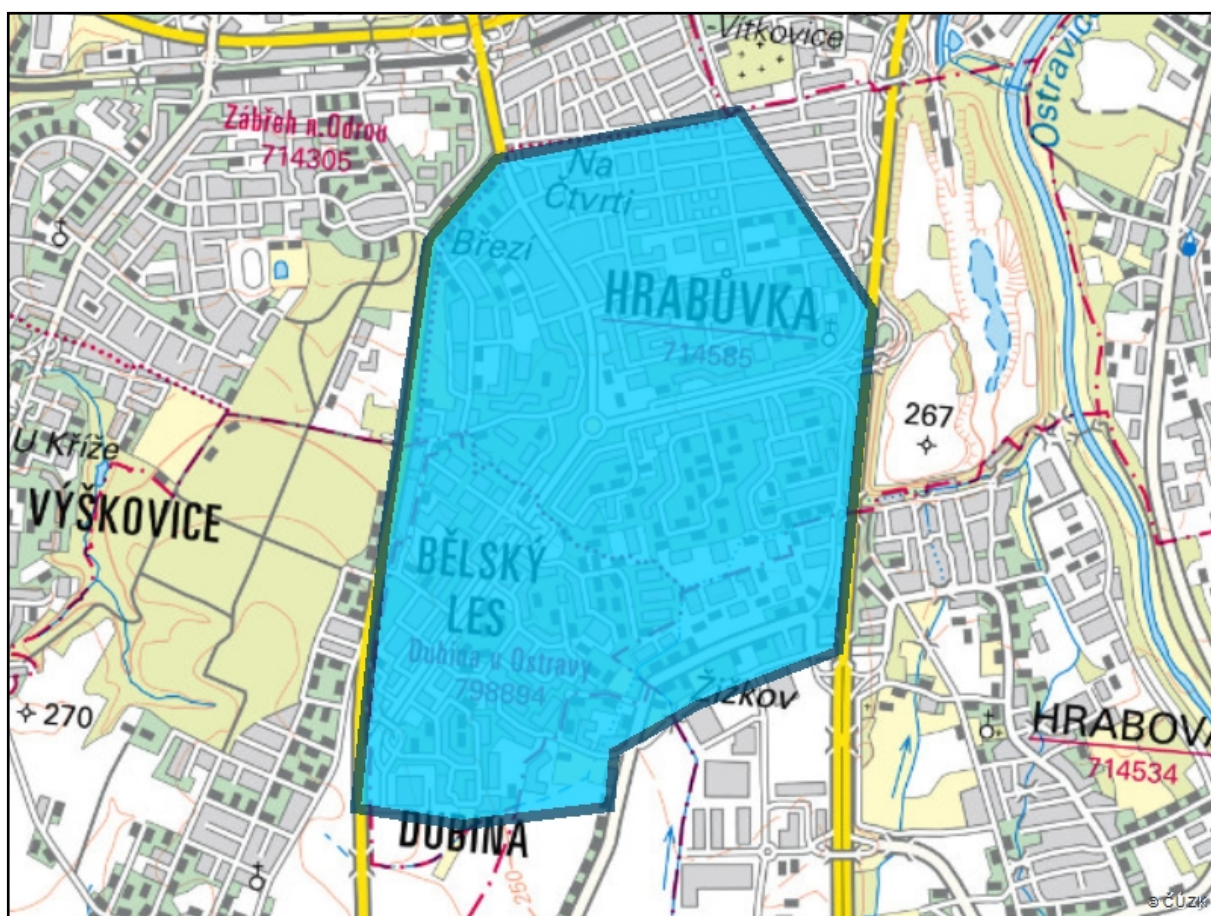 Vítkovice
Ostravice
Zábřeh n.Odrou
714305
Na
Čtvrti
Březí
HRABŮVKA
714585
267
U Kříže
VÝŠKOVICE
BĚLSKÝ
LES
Dubina u Ostravy
798894
Žižkov
270
HRABOVÁ
714534
DUBINA
250
© ČÚZK